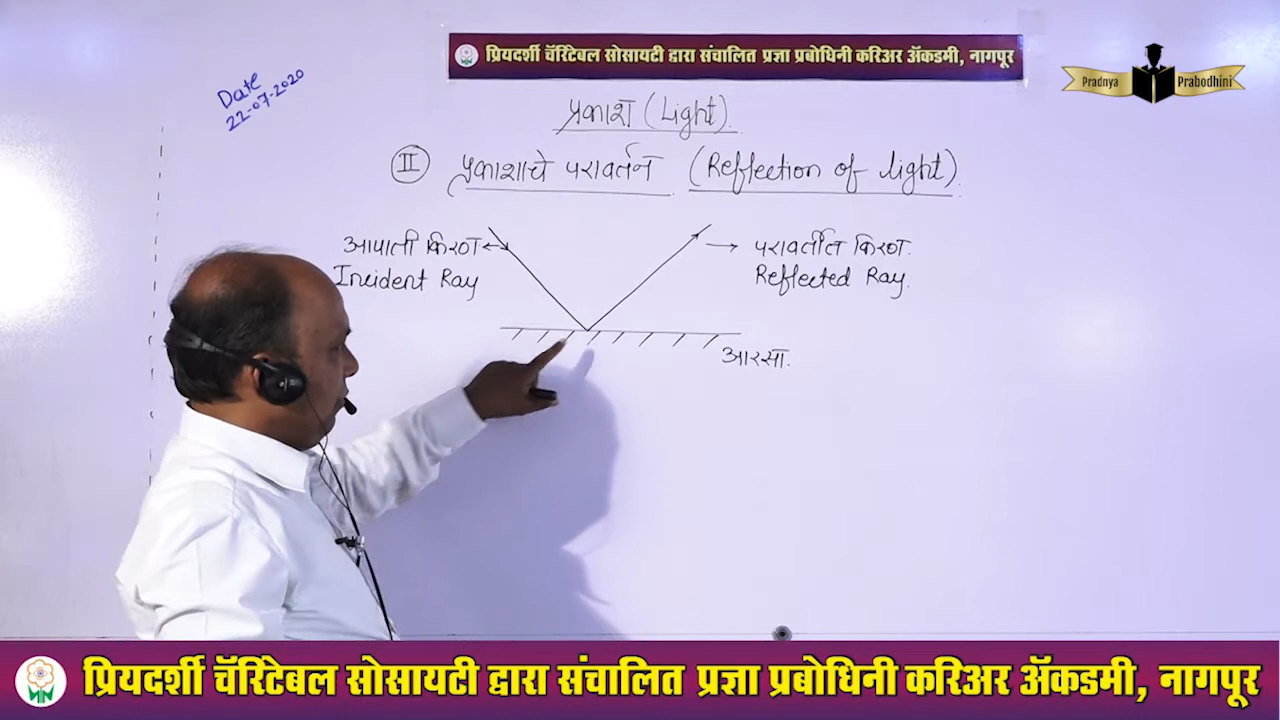 प्रियदर्शी चॅरिटेबल सोसायटी द्वारा संचालित प्रज्ञा प्रबोधिनी करिअर ॲकडमी, नागपूर
Pradnya Prabodhini
Date
22-07-2020
प्रकाश (Light).
II प्रकाशाचे परावर्तन (Reflection of light).
आपाती किरण
Incident Ray
परावर्तीत किरण.
Reflected Ray.
आरसा.
प्रियदर्शी चॅरिटेबल सोसायटी द्वारा संचालित प्रज्ञा प्रबोधिनी करिअर ॲकडमी, नागपूर